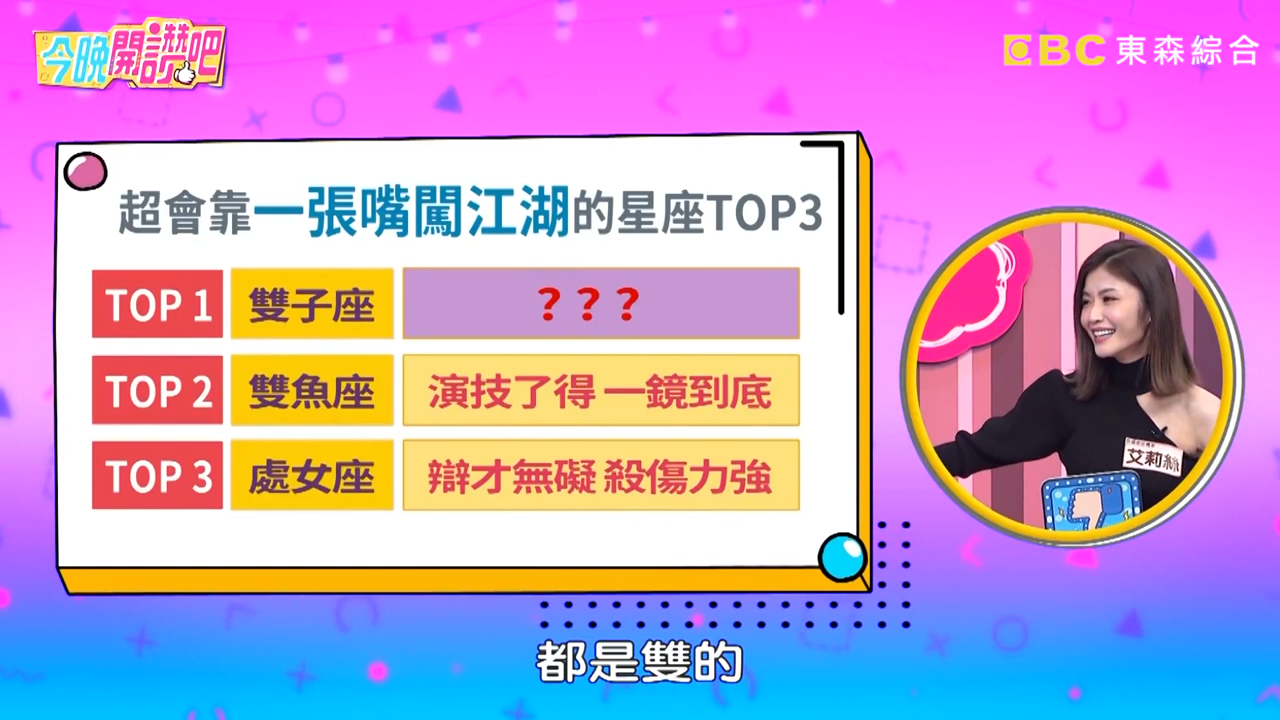 今晚開讚吧
EBC 東森綜合
超會靠一張嘴闖江湖的星座TOP3
TOP 1 雙子座 ？？？
TOP 2 雙魚座 演技了得 一鏡到底
TOP 3 處女座 辯才無礙 殺傷力強
艾莉絲
都是雙的